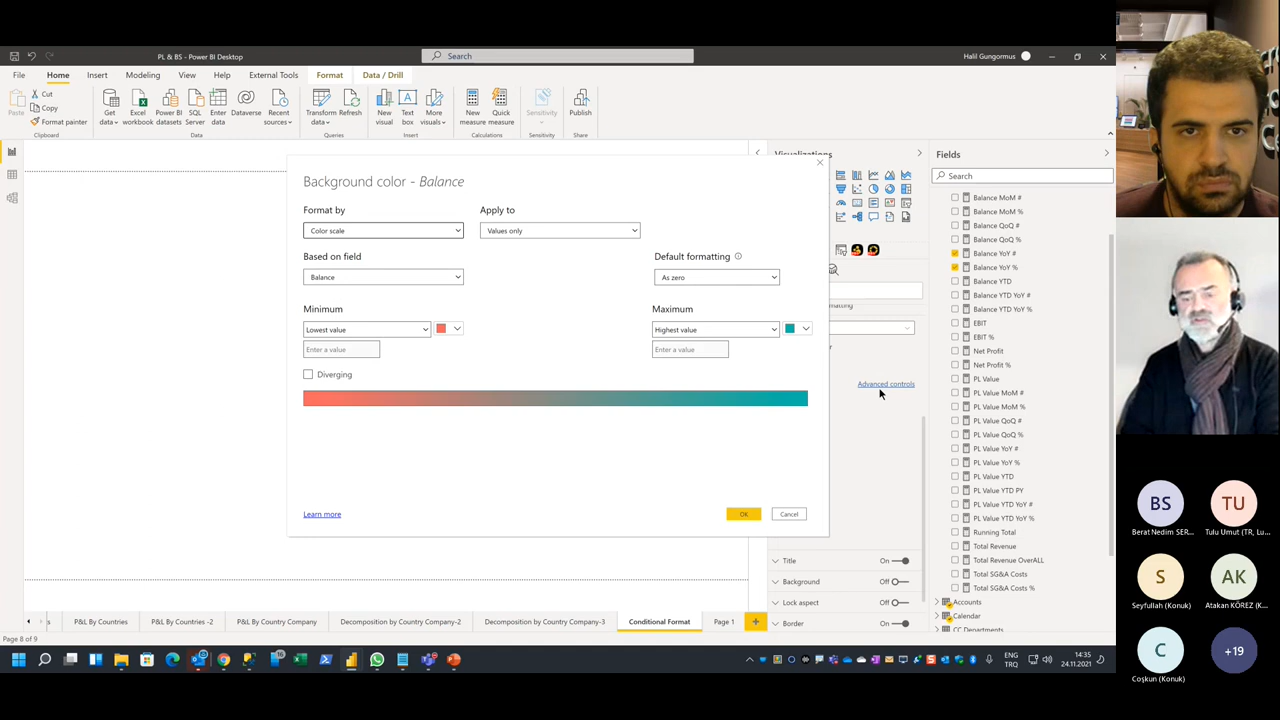 PL & BS - Power BI Desktop
Search
Halil Gungormus
File
Home
Insert
Modeling
View
Help
External Tools
Format
Data / Drill
Paste
Cut
Copy
Format painter
Get data
Excel workbook
Power BI datasets
SQL Server
Enter data
Dataverse
Recent sources
Transform data
Refresh
New visual
Text box
More visuals
New measure
Quick measure
Sensitivity
Publish
Clipboard
Data
Queries
Insert
Calculations
Sensitivity
Share
Visualizations
Fields
Search
Background color - Balance
Format by
Apply to
Color scale
Values only
Based on field
Default formatting
Balance
As zero
Minimum
Maximum
Lowest value
Highest value
Enter a value
Enter a value
Diverging
Learn more
OK
Cancel
Advanced controls
Title
On
Background
Off
Lock aspect
Off
Border
On
Balance MoM #
Balance MoM %
Balance QoQ #
Balance QoQ %
Balance YoY #
Balance YoY %
Balance YTD
Balance YTD YoY #
Balance YTD YoY %
EBIT
EBIT %
Net Profit
Net Profit %
PL Value
PL Value MoM #
PL Value MoM %
PL Value QoQ #
PL Value QoQ %
PL Value YoY #
PL Value YoY %
PL Value YTD
PL Value YTD PY
PL Value YTD YoY #
PL Value YTD YoY %
Running Total
Total Revenue
Total Revenue OverALL
Total SG&A Costs
Total SG&A Costs %
Accounts
Calendar
CC Departments
P&L By Countries
P&L By Countries -2
P&L By Country Company
Decomposition by Country Company-2
Decomposition by Country Company-3
Conditional Format
Page 1
Page 8 of 9
ENG
TRQ
14:35
24.11.2021
BS
Berat Nedim SER...
TU
Tulu Umut (TR, Lu...
S
Seyfullah (Konuk)
AK
Atakan KÖREZ (K...
C
Coşkun (Konuk)
+19